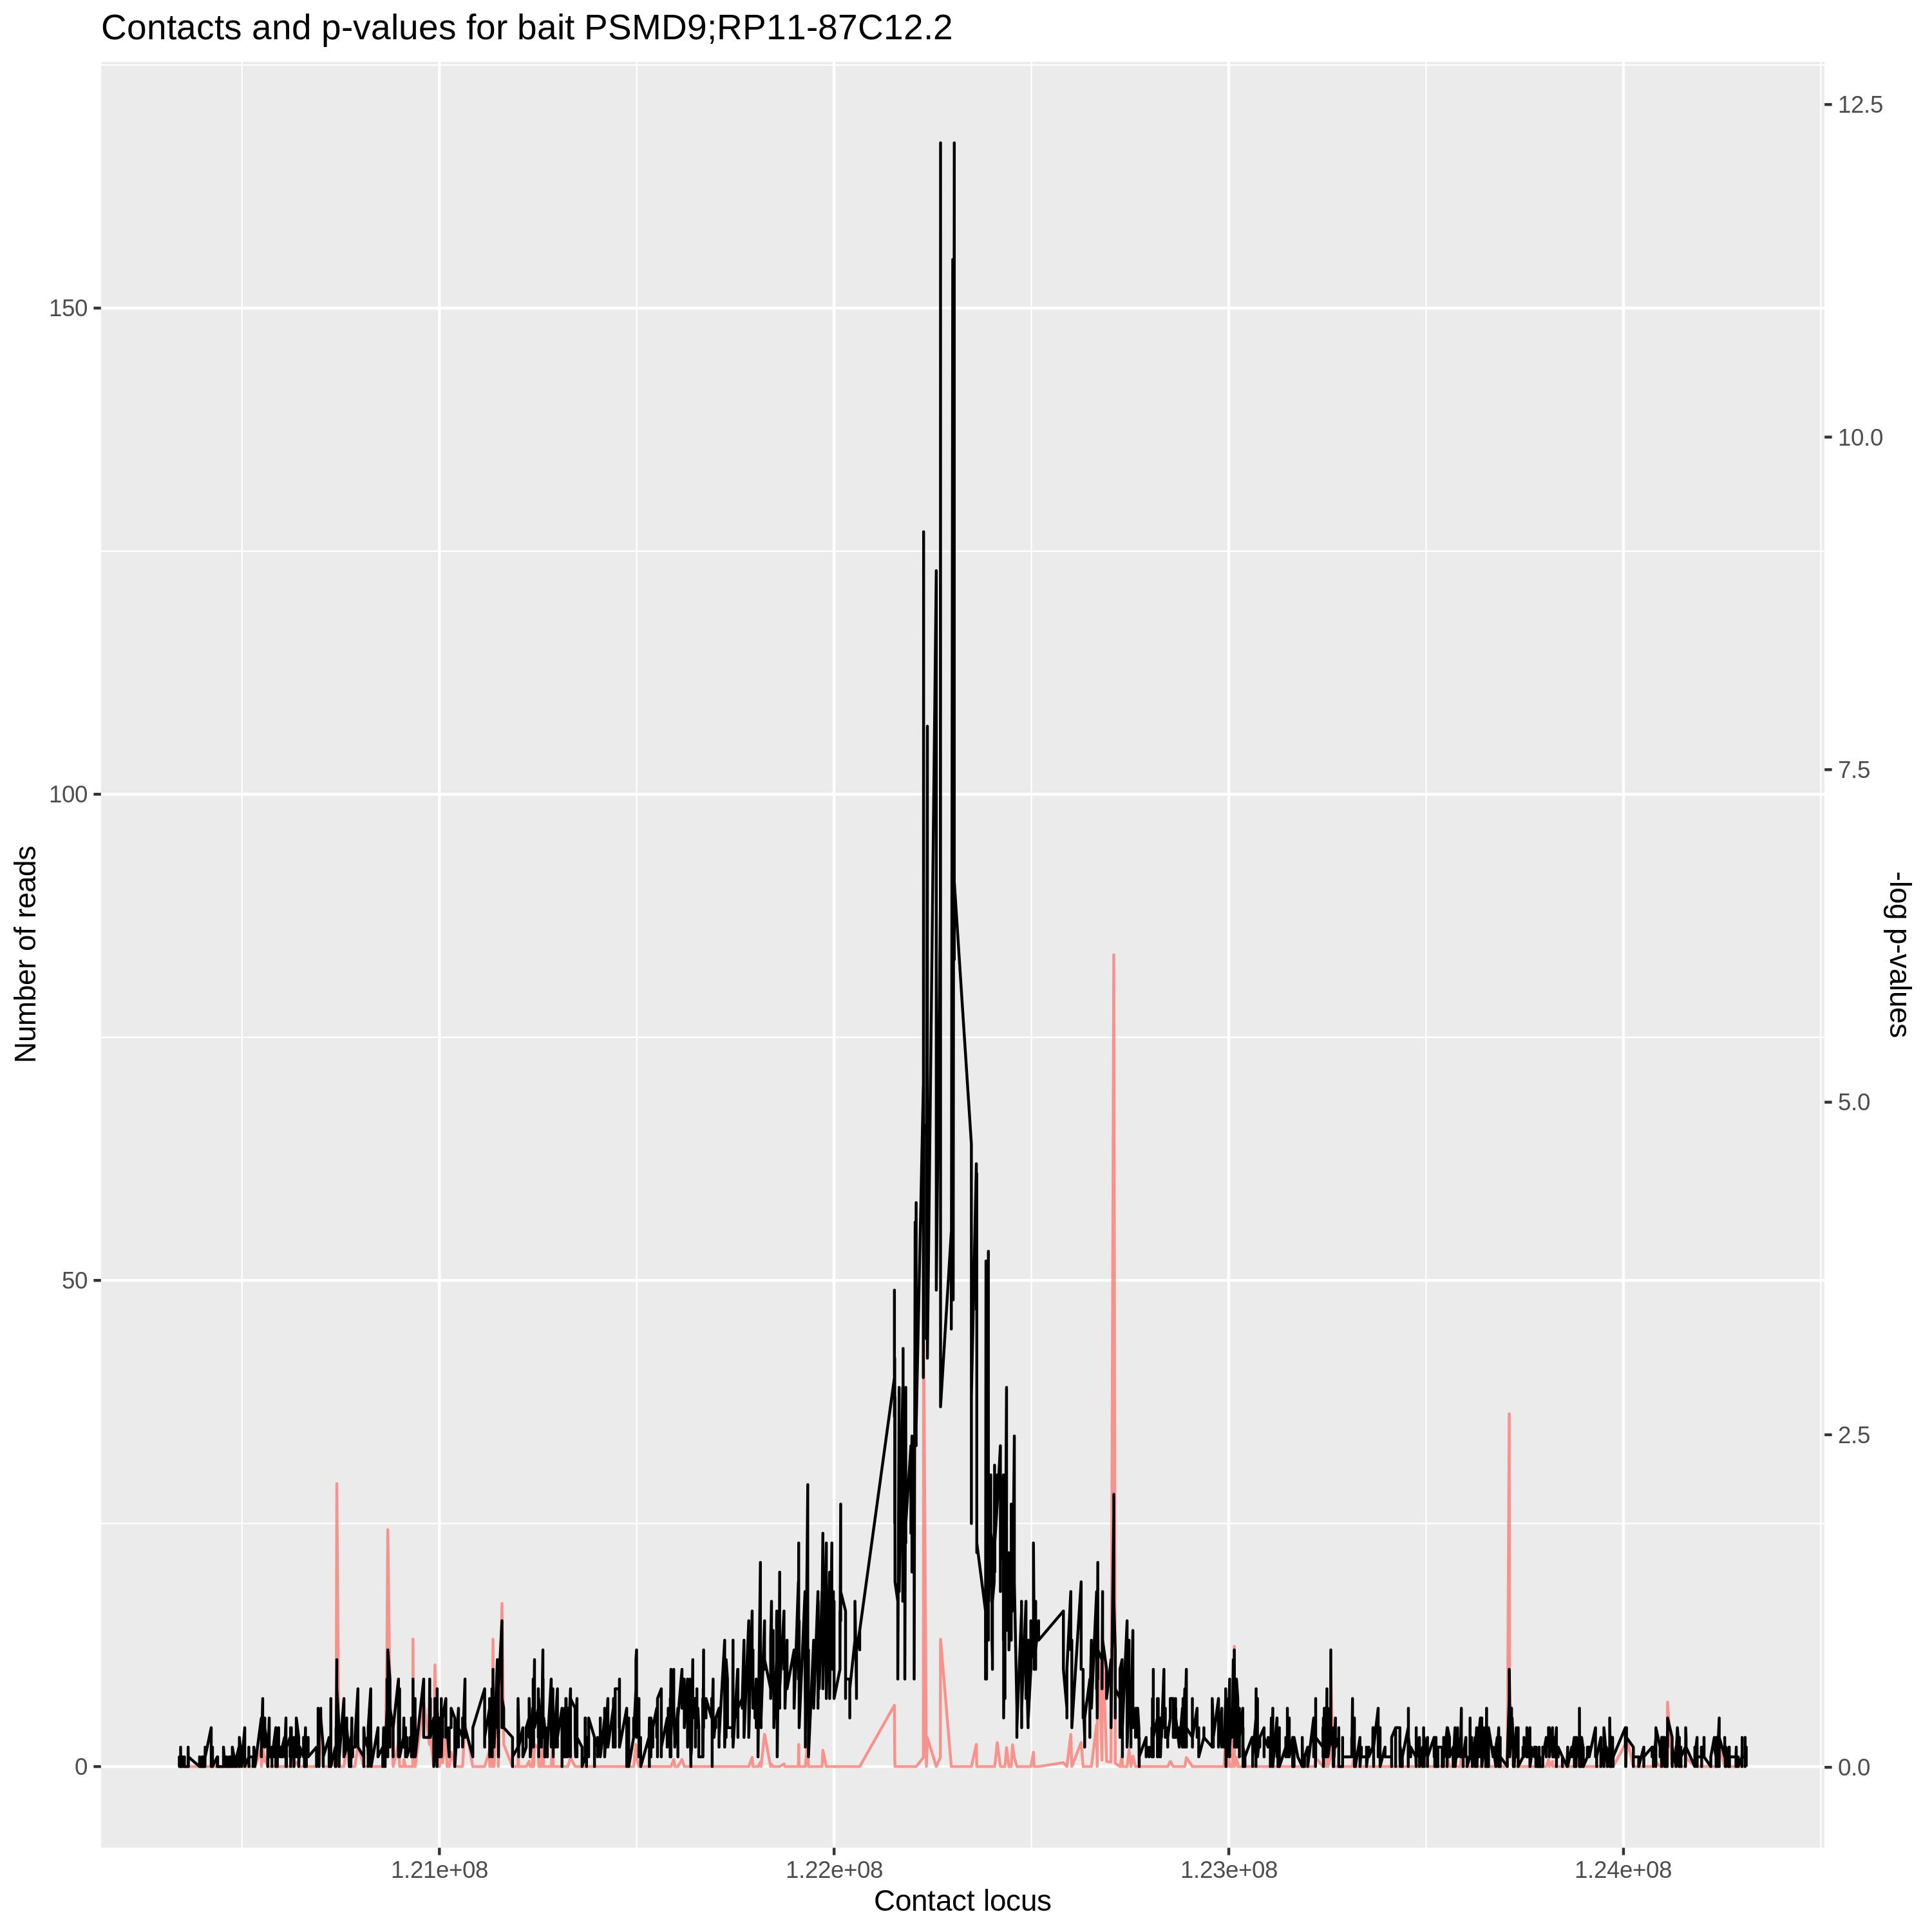 Contacts and p-values for bait PSMD9;RP11-87C12.2
Number of reads
150
100
50
0
12.5
10.0
7.5
5.0
2.5
0.0
-log p-values
1.21e+08
1.22e+08
1.23e+08
1.24e+08
Contact locus